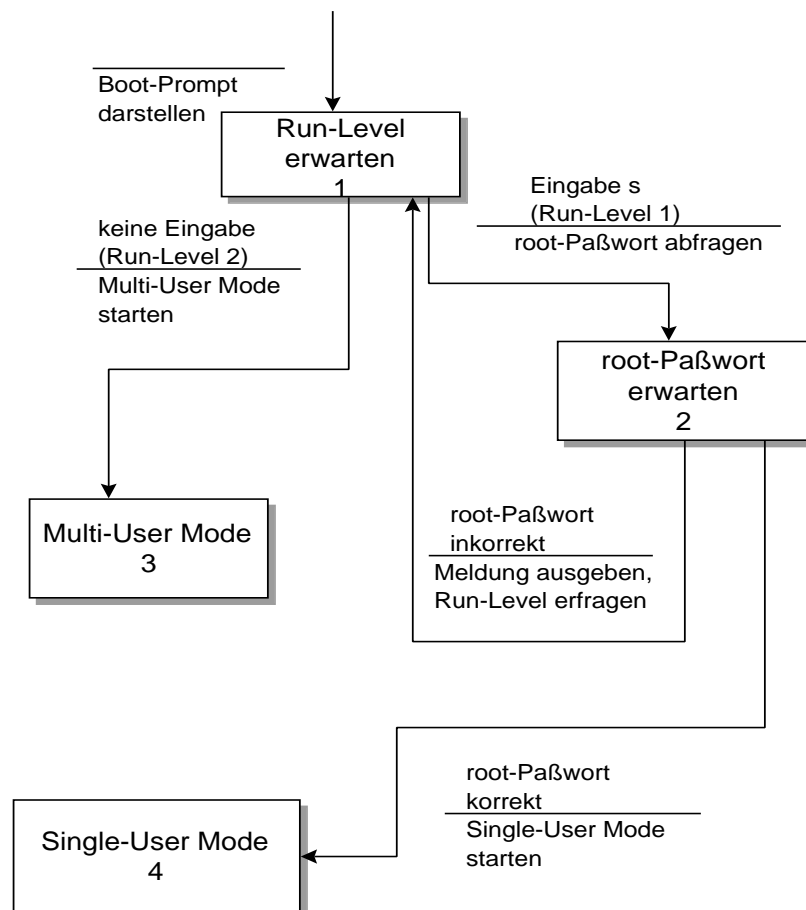 Boot-Prompt
darstellen
Run-Level
erwarten
1
Eingabe s
(Run-Level 1)
root-Paßwort abfragen
keine Eingabe
(Run-Level 2)
Multi-User Mode
starten
root-Paßwort
erwarten
2
Multi-User Mode
3
root-Paßwort
inkorrekt
Meldung ausgeben,
Run-Level erfragen
root-Paßwort
korrekt
Single-User Mode
starten
Single-User Mode
4